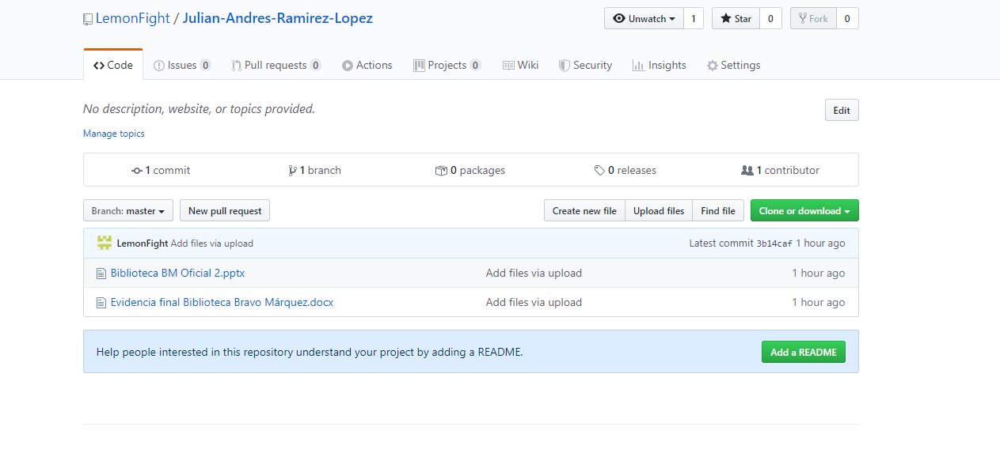 LemonFight / Julian-Andres-Ramirez-Lopez Unwatch 1 Star 0 Fork 0
Code Issues 0 Pull requests 0 Actions Projects 0 Wiki Security Insights Settings
No description, website, or topics provided. Edit
Manage topics
1 commit 1 branch 0 packages 0 releases 1 contributor
Branch: master New pull request Create new file Upload files Find file Clone or download
LemonFight Add files via upload Latest commit 3b14caf 1 hour ago
Biblioteca BM Oficial 2.pptx Add files via upload 1 hour ago
Evidencia final Biblioteca Bravo Márquez.docx Add files via upload 1 hour ago
Help people interested in this repository understand your project by adding a README. Add a README